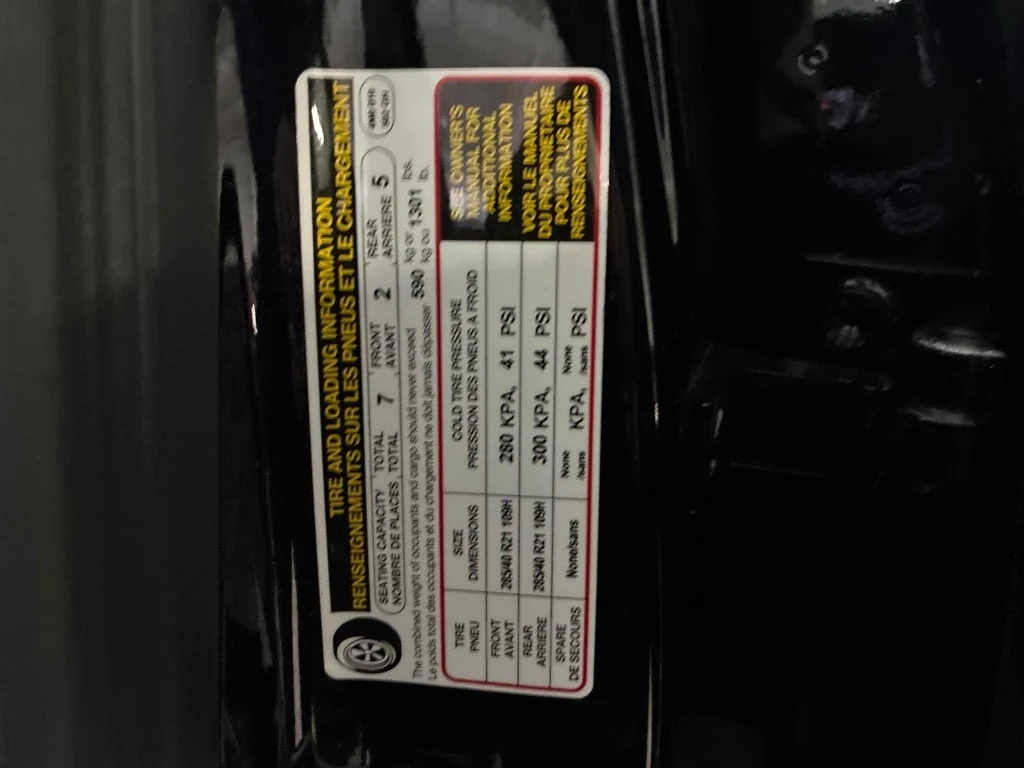 TIRE AND LOADING INFORMATION
RENSEIGNEMENTS SUR LES PNEUS ET LE CHARGEMENT
SEATING CAPACITY TOTAL 7 FRONT 2 REAR 5
NOMBRE DE PLACES TOTAL AVANT ARRIERE
The combined weight of occupants and cargo should never exceed 590 kg or 1301 lbs.
Le poids total des occupants et du chargement ne doit jamais dépasser kg ou lb.
TIRE SIZE COLD TIRE PRESSURE
PNEU DIMENSIONS PRESSION DES PNEUS A FROID
FRONT AVANT 285/40 R21 109H 280 KPA, 41 PSI
REAR ARRIERE 285/40 R21 109H 300 KPA, 44 PSI
SPARE DE SECOURS None/sans None /sans KPA, None /sans PSI
SEE OWNER'S
MANUAL FOR
ADDITIONAL
INFORMATION
VOIR LE MANUEL
DU PROPRIETAIRE
POUR PLUS DE
RENSEIGNEMENTS